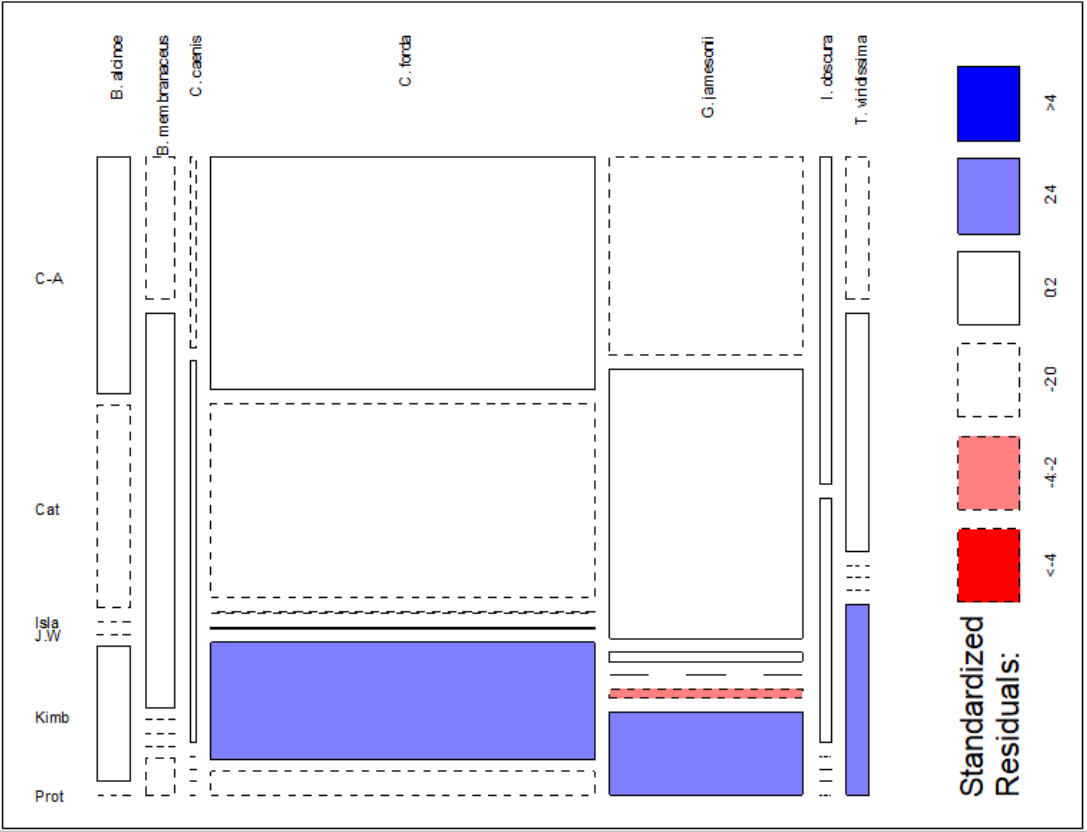 B. alcinoe
B. membranaceus
C. caenis
C. forda
G. jamesonii
I. obscura
T. viridissima
C-A
Cat
Isla
J.W
Kimb
Prot
>4
2:4
0:2
-2:0
-4:-2
<-4
Standardized
Residuals: